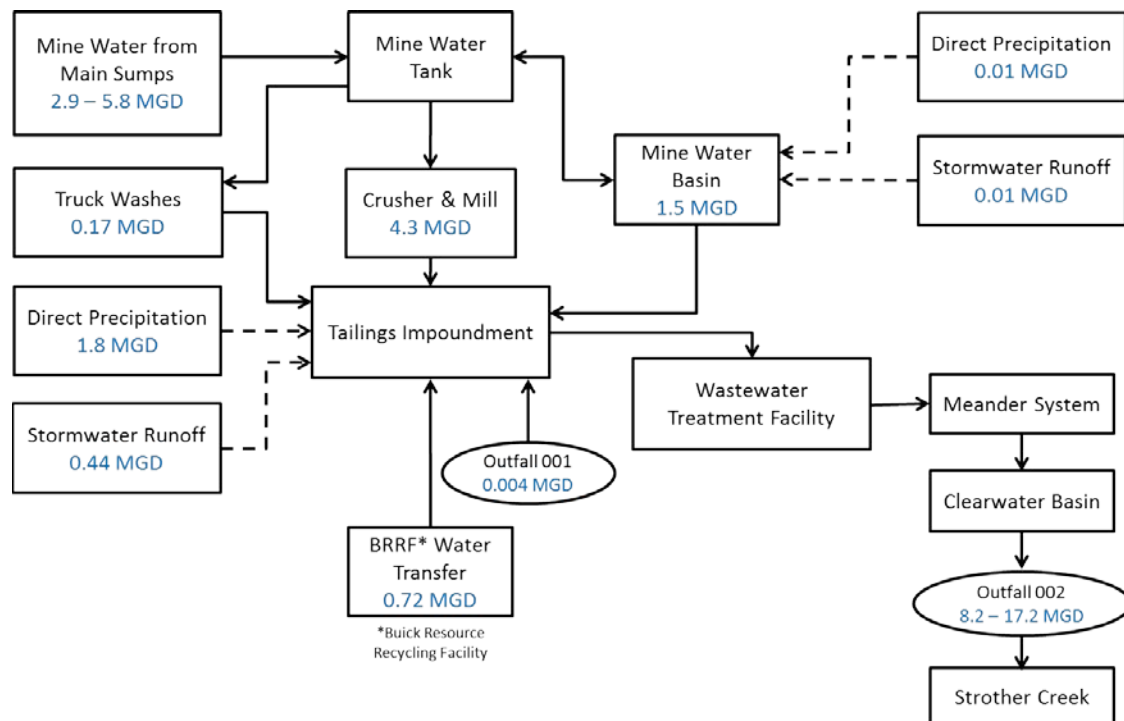 Mine Water from
Main Sumps
2.9 – 5.8 MGD
Mine Water
Tank
Direct Precipitation
0.01 MGD
Mine Water
Basin
1.5 MGD
Stormwater Runoff
0.01 MGD
Truck Washes
0.17 MGD
Crusher & Mill
4.3 MGD
Direct Precipitation
1.8 MGD
Tailings Impoundment
Wastewater
Treatment Facility
Meander System
Stormwater Runoff
0.44 MGD
Outfall 001
0.004 MGD
Clearwater Basin
BRRF* Water
Transfer
0.72 MGD
*Buick Resource
Recycling Facility
Outfall 002
8.2 – 17.2 MGD
Strother Creek